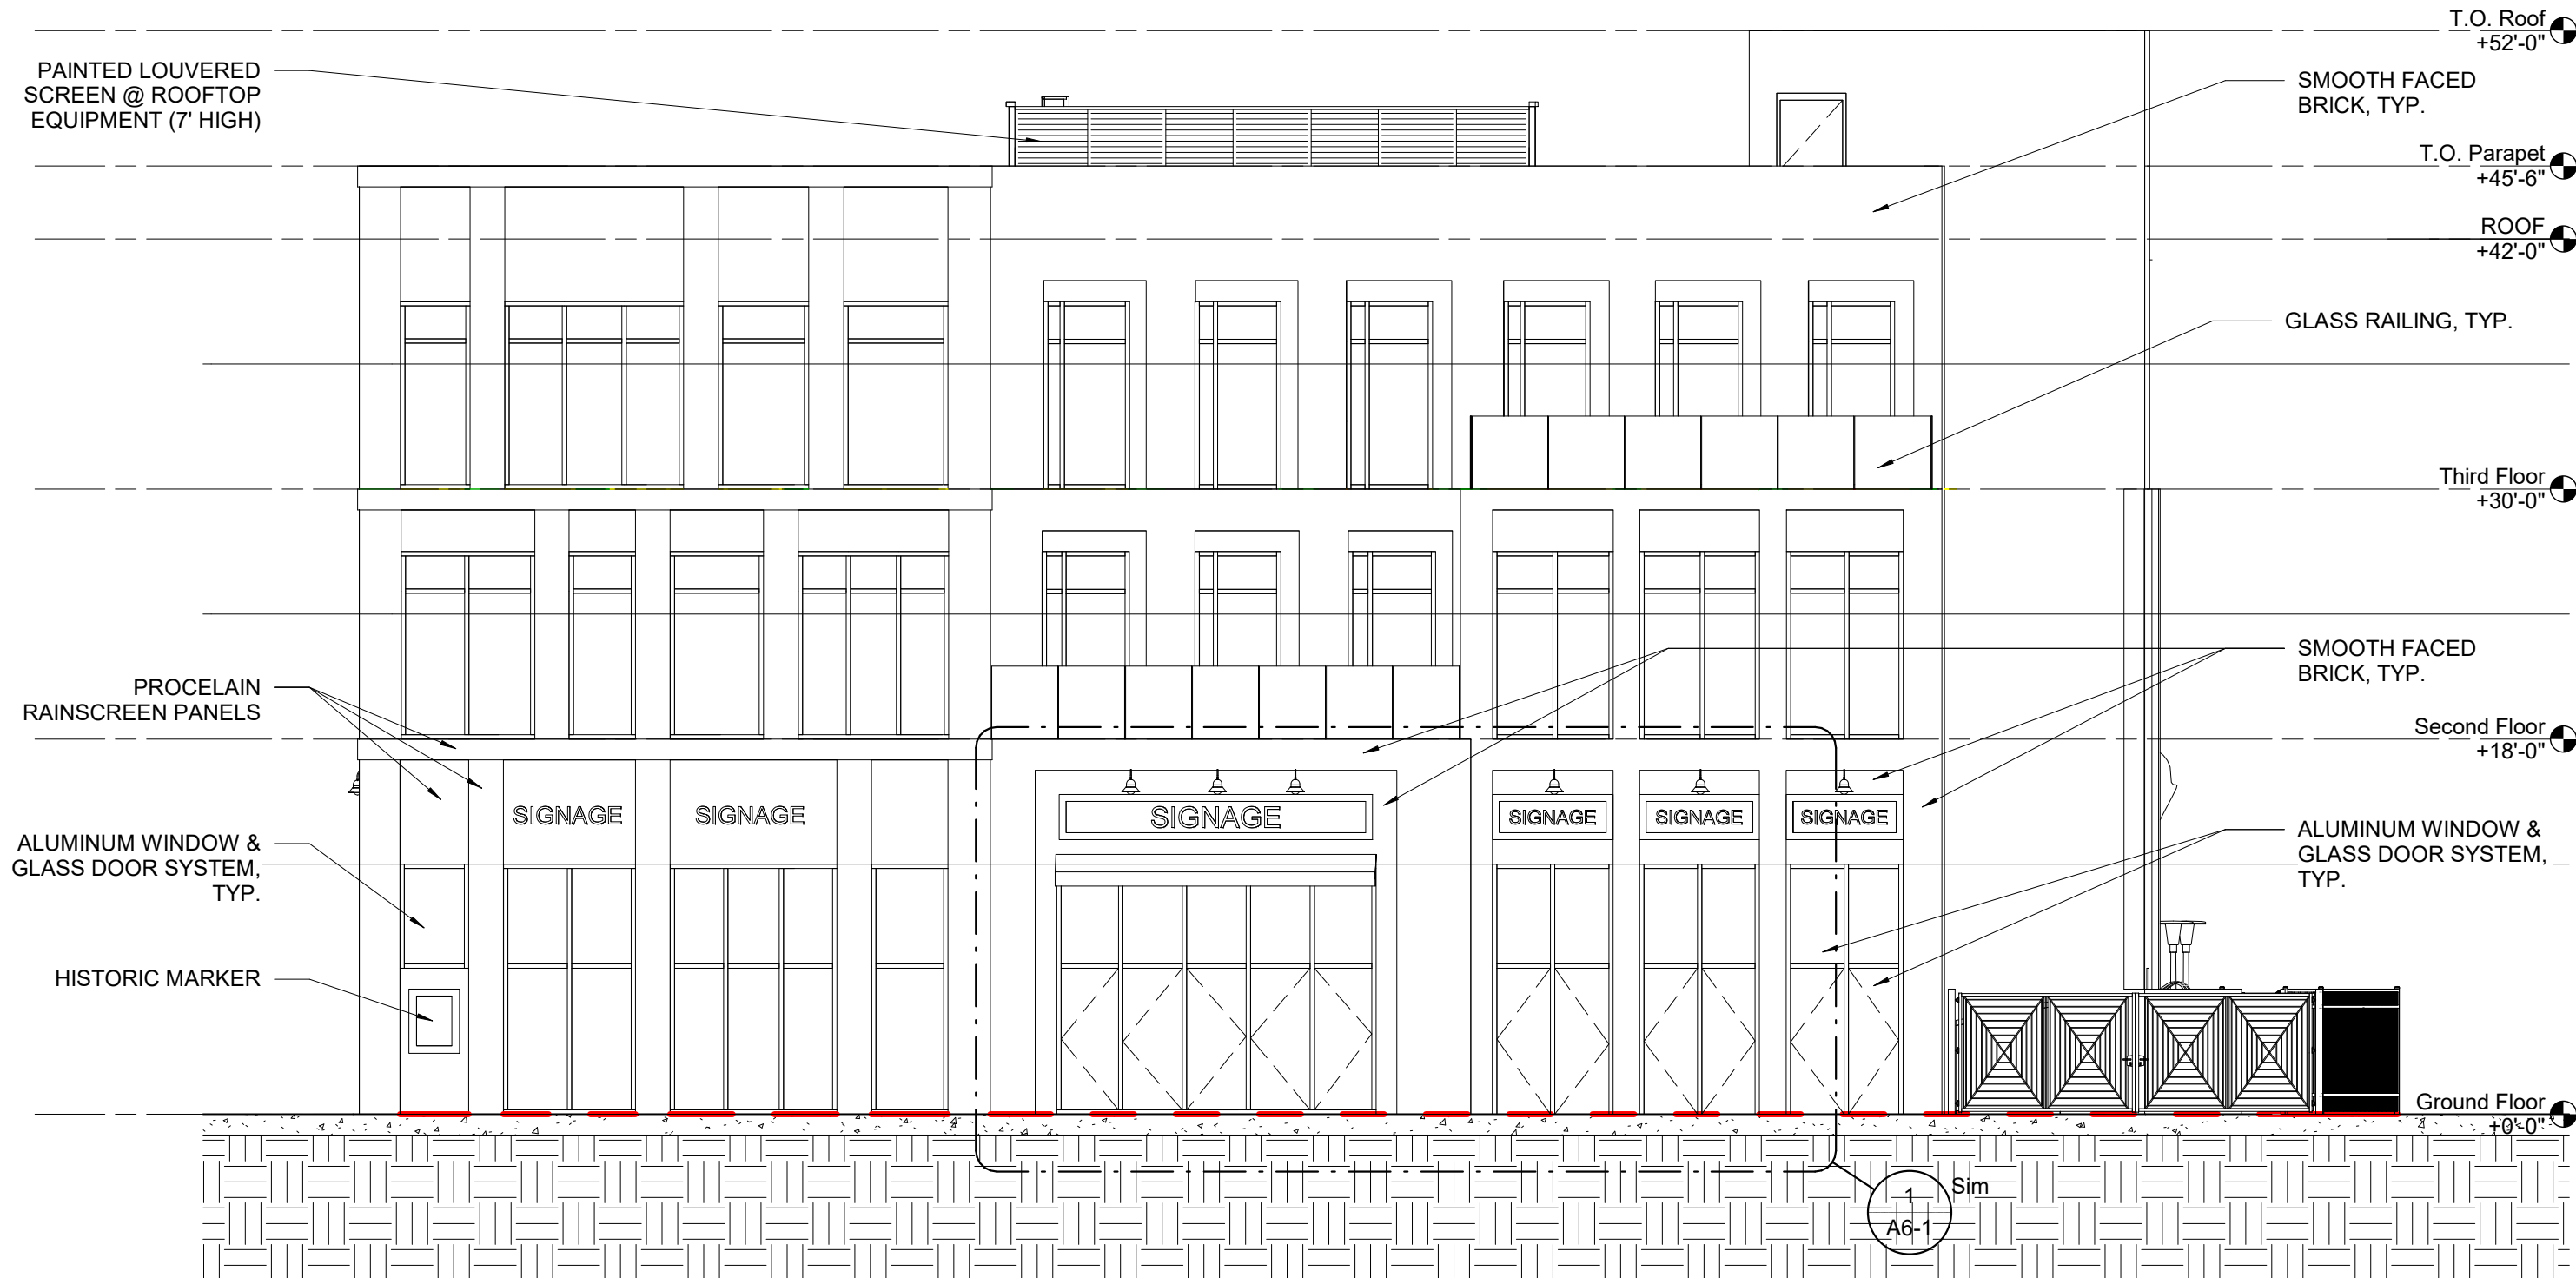 T.O. Roof
+52'-0"
PAINTED LOUVERED
SCREEN @ ROOFTOP
EQUIPMENT (7' HIGH)
SMOOTH FACED
BRICK, TYP.
T.O. Parapet
+45'-6"
ROOF
+42'-0"
GLASS RAILING, TYP.
Third Floor
+30'-0"
SMOOTH FACED
BRICK, TYP.
PROCELAIN
RAINSCREEN PANELS
Second Floor
+18'-0"
SIGNAGE
SIGNAGE
SIGNAGE
SIGNAGE
SIGNAGE
SIGNAGE
ALUMINUM WINDOW &
GLASS DOOR SYSTEM,
TYP.
ALUMINUM WINDOW &
GLASS DOOR SYSTEM,
TYP.
HISTORIC MARKER
Ground Floor
+0'-0"
1
A6-1
Sim